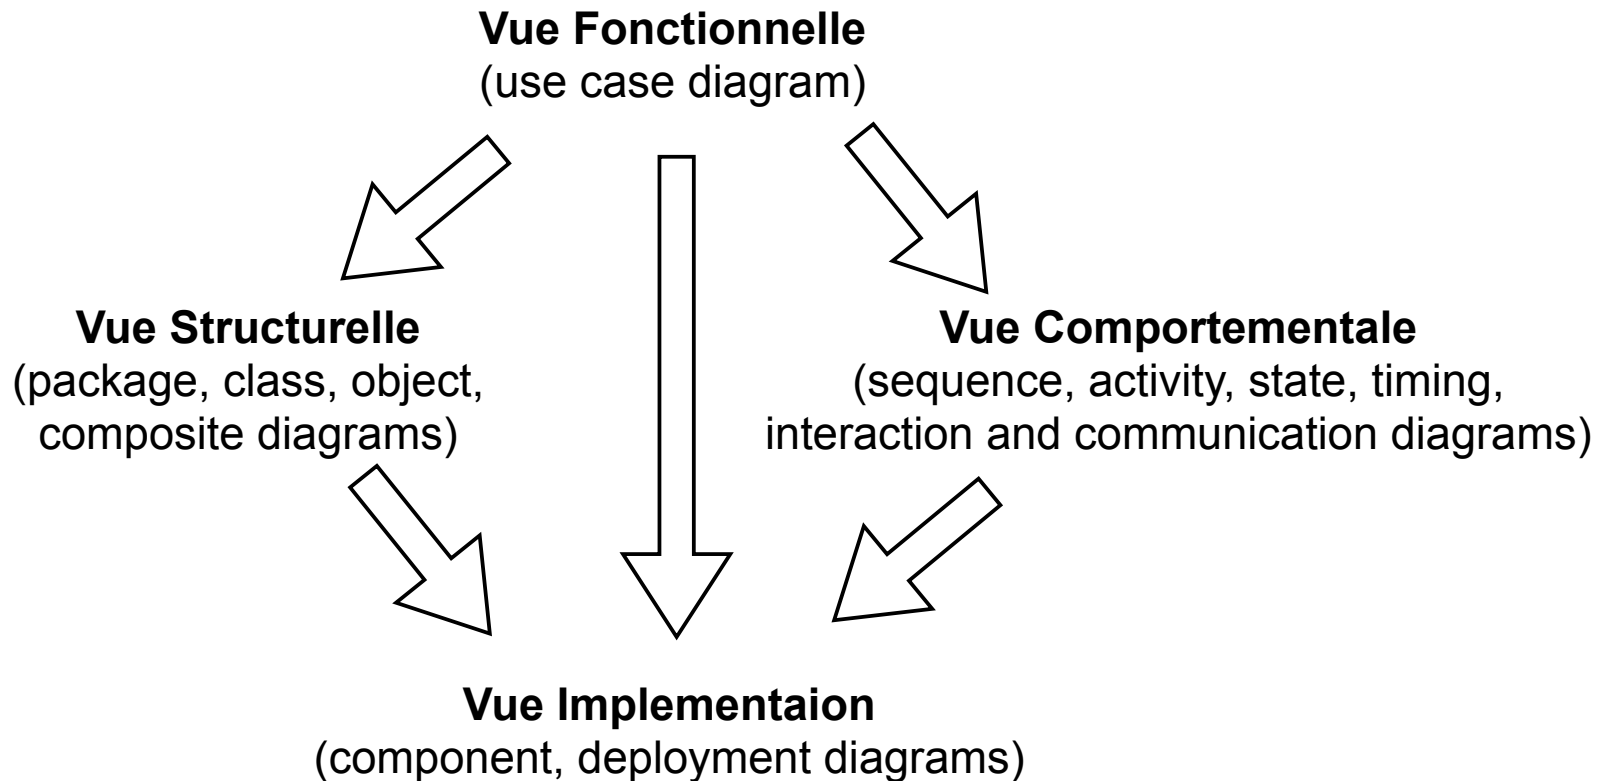 Vue Fonctionnelle
(use case diagram)
Vue Structurelle
(package, class, object,
composite diagrams)
Vue Comportementale
(sequence, activity, state, timing,
interaction and communication diagrams)
Vue Implementaion
(component, deployment diagrams)